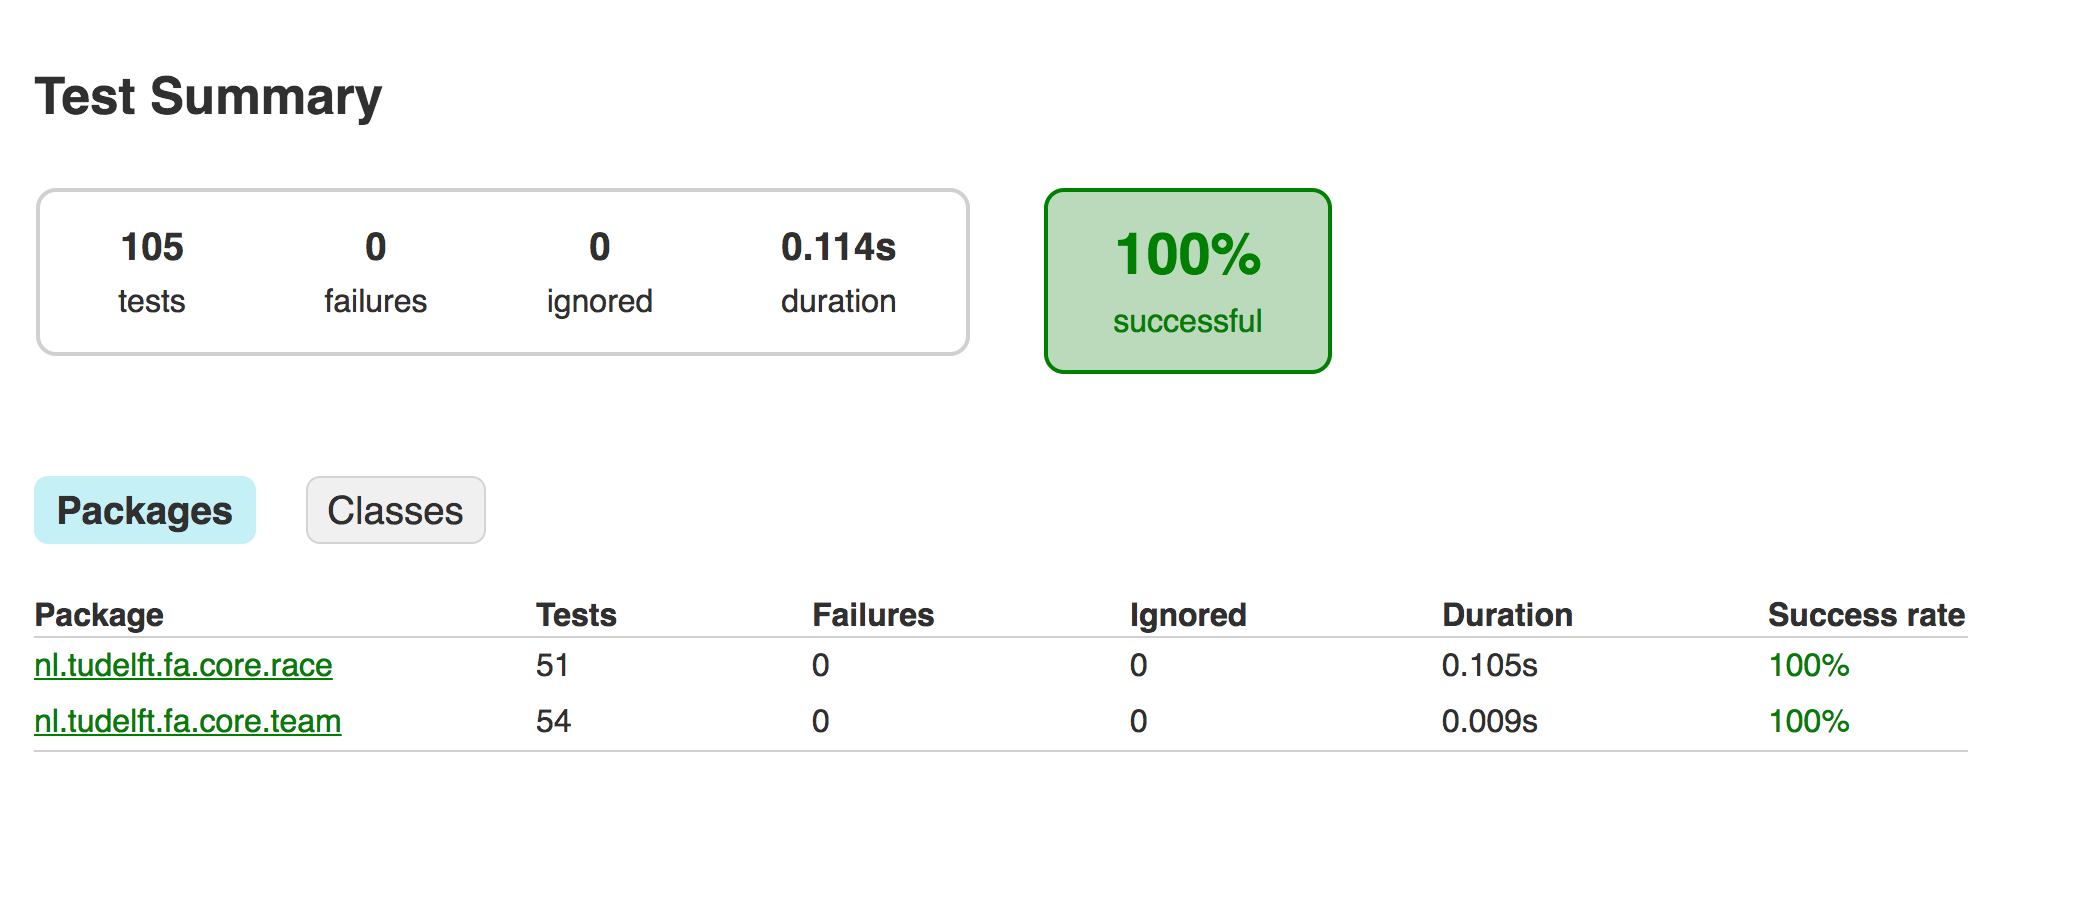 Test Summary
105 0 0 0.114s
tests failures ignored duration
100%
successful
Packages Classes
Package Tests Failures Ignored Duration Success rate
nl.tudelft.fa.core.race 51 0 0 0.105s 100%
nl.tudelft.fa.core.team 54 0 0 0.009s 100%